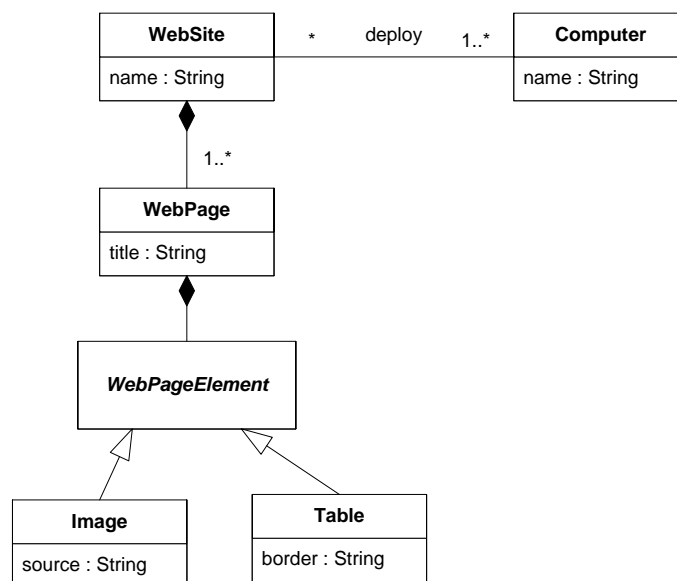 WebSite
* deploy 1..*
Computer
name : String
name : String
1..*
WebPage
title : String
WebPageElement
Image
Table
source : String
border : String